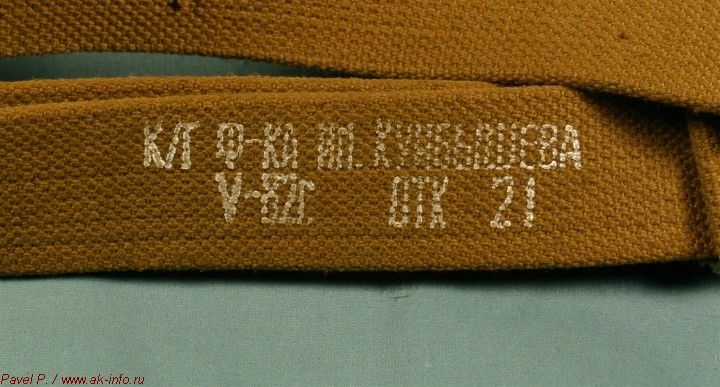 К/Г Ф-КА ИМ. КУЙБЫШЕВА
V-82г. ОТК 21
Pavel P. / www.ak-info.ru